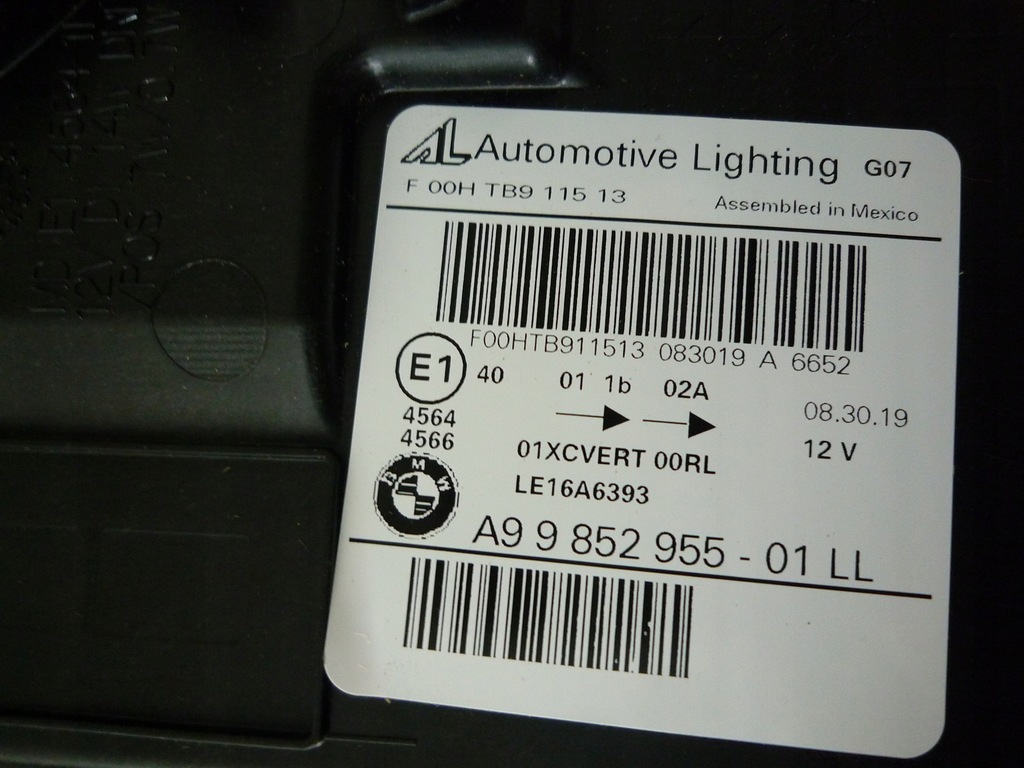 AL Automotive Lighting G07
F 00H TB9 115 13 Assembled in Mexico
F00HTB911513 083019 A 6652
E1 40 01 1b 02A
4564
4566
08.30.19
12 V
01XCVERT 00RL
LE16A6393
BMW
A9 9 852 955 - 01 LL